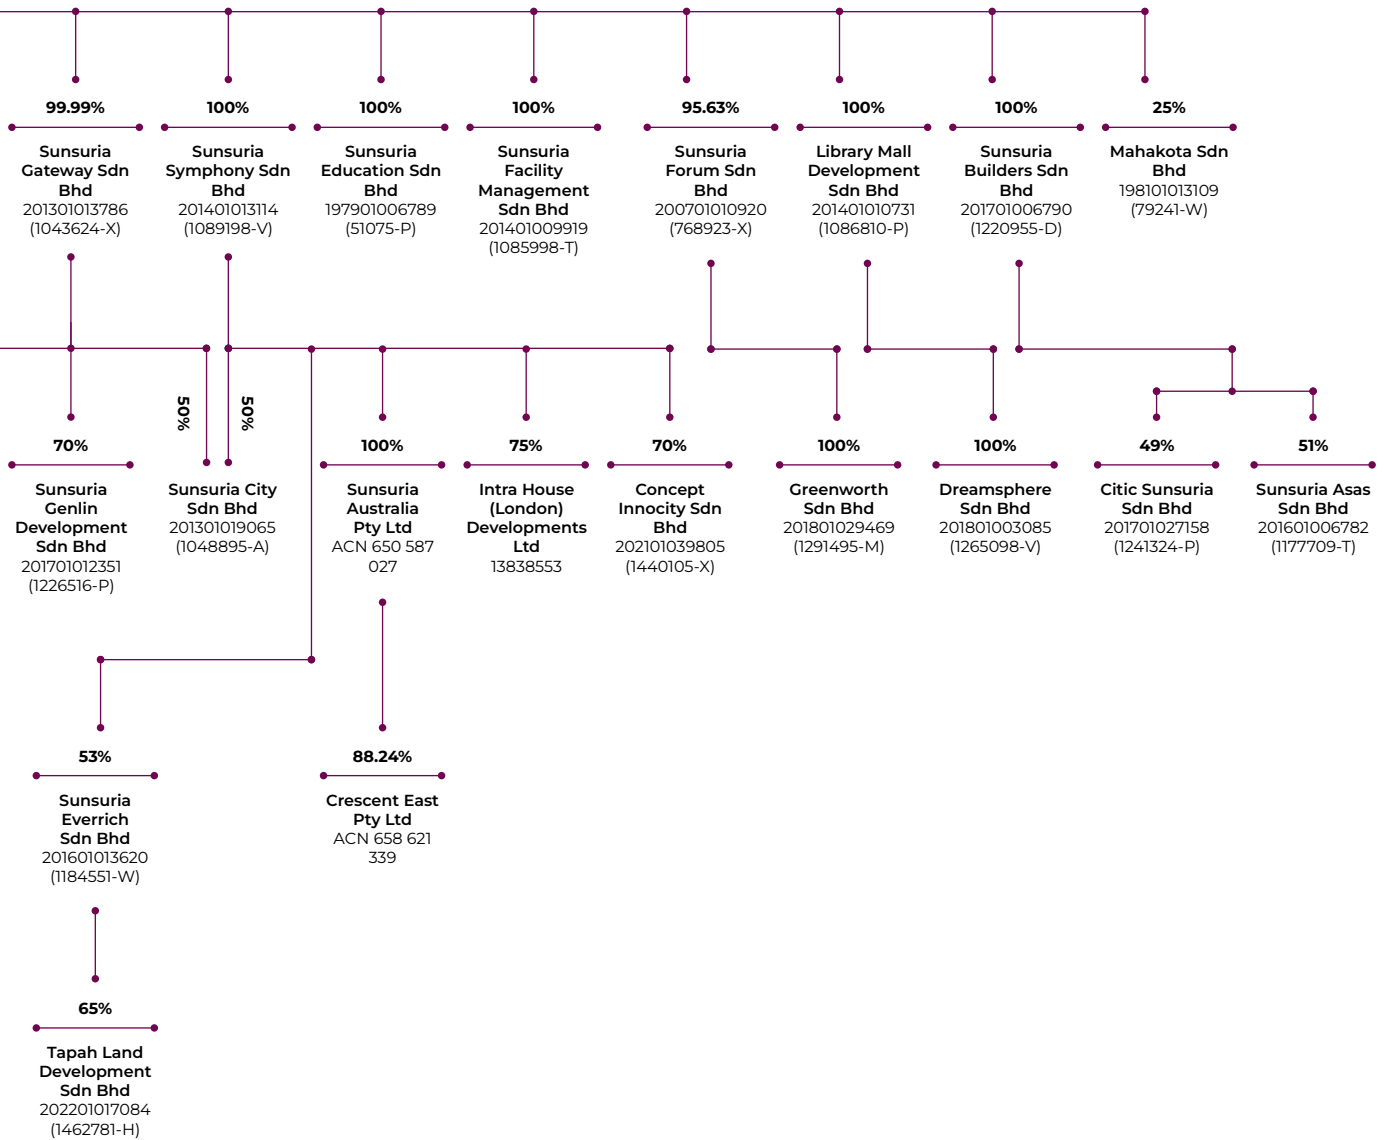 99.99%
Sunsuria
Gateway Sdn
Bhd
201301013786
(1043624-X)
100%
Sunsuria
Symphony Sdn
Bhd
201401013114
(1089198-V)
100%
Sunsuria
Education Sdn
Bhd
197901006789
(51075-P)
100%
Sunsuria
Facility
Management
Sdn Bhd
201401009919
(1085998-T)
95.63%
Sunsuria
Forum Sdn
Bhd
200701010920
(768923-X)
100%
Library Mall
Development
Sdn Bhd
201401010731
(1086810-P)
100%
Sunsuria
Builders Sdn
Bhd
201701006790
(1220955-D)
25%
Mahakota Sdn
Bhd
198101013109
(79241-W)
70%
Sunsuria
Genlin
Development
Sdn Bhd
201701012351
(1226516-P)
50%
50%
Sunsuria City
Sdn Bhd
201301019065
(1048895-A)
100%
Sunsuria
Australia
Pty Ltd
ACN 650 587
027
75%
Intra House
(London)
Developments
Ltd
13838553
70%
Concept
Innocity Sdn
Bhd
202101039805
(1440105-X)
100%
Greenworth
Sdn Bhd
201801029469
(1291495-M)
100%
Dreamsphere
Sdn Bhd
201801003085
(1265098-V)
49%
Citic Sunsuria
Sdn Bhd
201701027158
(1241324-P)
51%
Sunsuria Asas
Sdn Bhd
201601006782
(1177709-T)
53%
Sunsuria
Everrich
Sdn Bhd
201601013620
(1184551-W)
88.24%
Crescent East
Pty Ltd
ACN 658 621
339
65%
Tapah Land
Development
Sdn Bhd
202201017084
(1462781-H)